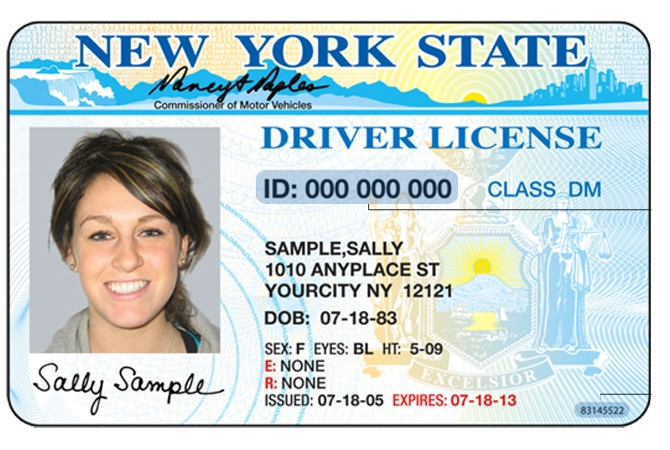 NEW YORK STATE
Nancy A Naples
Commissioner of Motor Vehicles
DRIVER LICENSE
ID: 000 000 000 CLASS DM
SAMPLE,SALLY
1010 ANYPLACE ST
YOURCITY NY 12121
DOB: 07-18-83
SEX: F EYES: BL HT: 5-09
E: NONE
R: NONE
ISSUED: 07-18-05 EXPIRES: 07-18-13
EXCELSIOR
Sally Sample
83145522